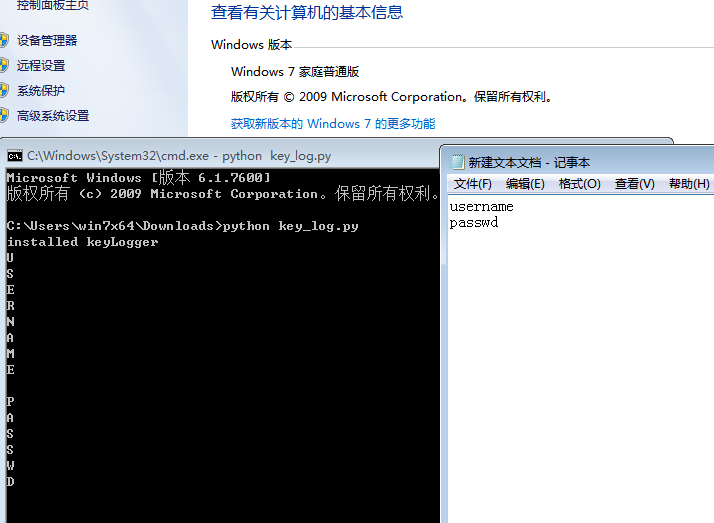 控制面板主页
设备管理器
远程设置
系统保护
高级系统设置
查看有关计算机的基本信息
Windows 版本
Windows 7 家庭普通版
版权所有 © 2009 Microsoft Corporation。保留所有权利。
获取新版本的 Windows 7 的更多功能
C:\Windows\System32\cmd.exe - python key_log.py
Microsoft Windows [版本 6.1.7600]
版权所有 (c) 2009 Microsoft Corporation。保留所有权利。
C:\Users\win7x64\Downloads>python key_log.py
installed keyLogger
U
S
E
R
N
A
M
E
P
A
S
S
W
D
新建文本文档 - 记事本
文件(F) 编辑(E) 格式(O) 查看(V) 帮助(H)
username
passwd